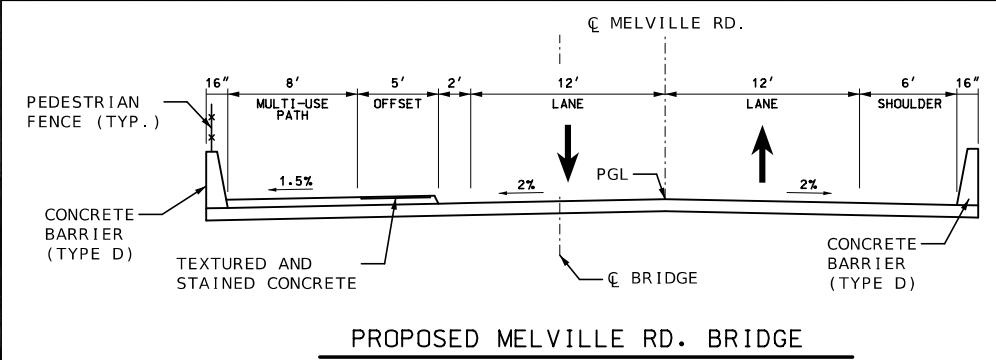 ℄ MELVILLE RD.
16" 8' 5' 2' 12' 12' 6' 16"
MULTI-USE
PATH
OFFSET
LANE
LANE
SHOULDER
PEDESTRIAN
FENCE (TYP.)
1.5%
2%
PGL
2%
CONCRETE
BARRIER
(TYPE D)
TEXTURED AND
STAINED CONCRETE
℄ BRIDGE
CONCRETE
BARRIER
(TYPE D)
PROPOSED MELVILLE RD. BRIDGE